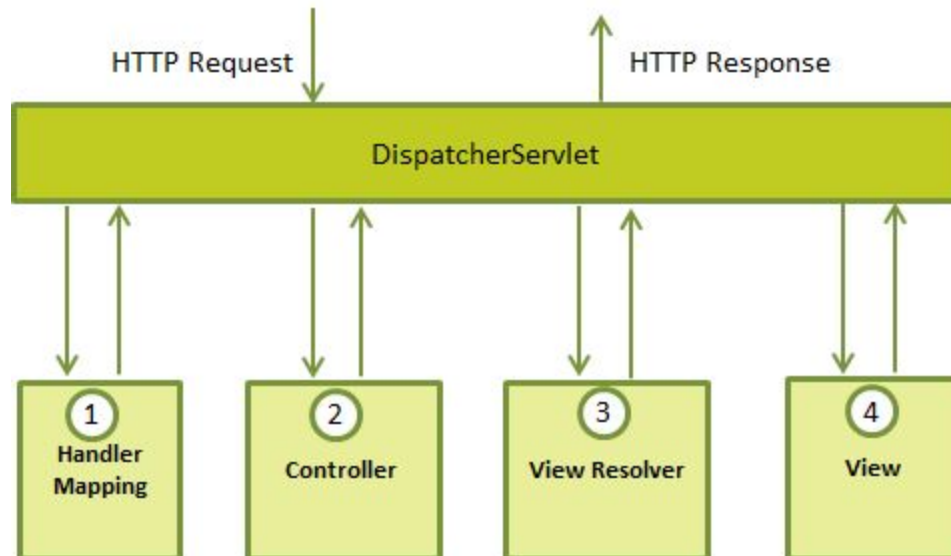 HTTP Request
HTTP Response
DispatcherServlet
1
Handler
Mapping
2
Controller
3
View Resolver
4
View